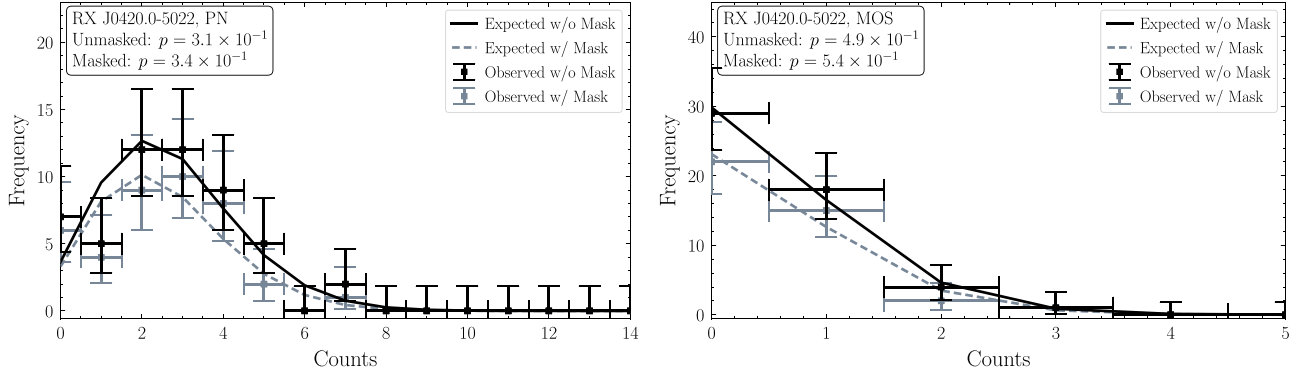 RX J0420.0-5022, PN
Unmasked: p = 3.1 × 10⁻¹
Masked: p = 3.4 × 10⁻¹
Expected w/o Mask
Expected w/ Mask
Observed w/o Mask
Observed w/ Mask
20
15
10
5
0
Frequency
0 2 4 6 8 10 12 14
Counts
RX J0420.0-5022, MOS
Unmasked: p = 4.9 × 10⁻¹
Masked: p = 5.4 × 10⁻¹
Expected w/o Mask
Expected w/ Mask
Observed w/o Mask
Observed w/ Mask
40
30
20
10
0
Frequency
0 1 2 3 4 5
Counts